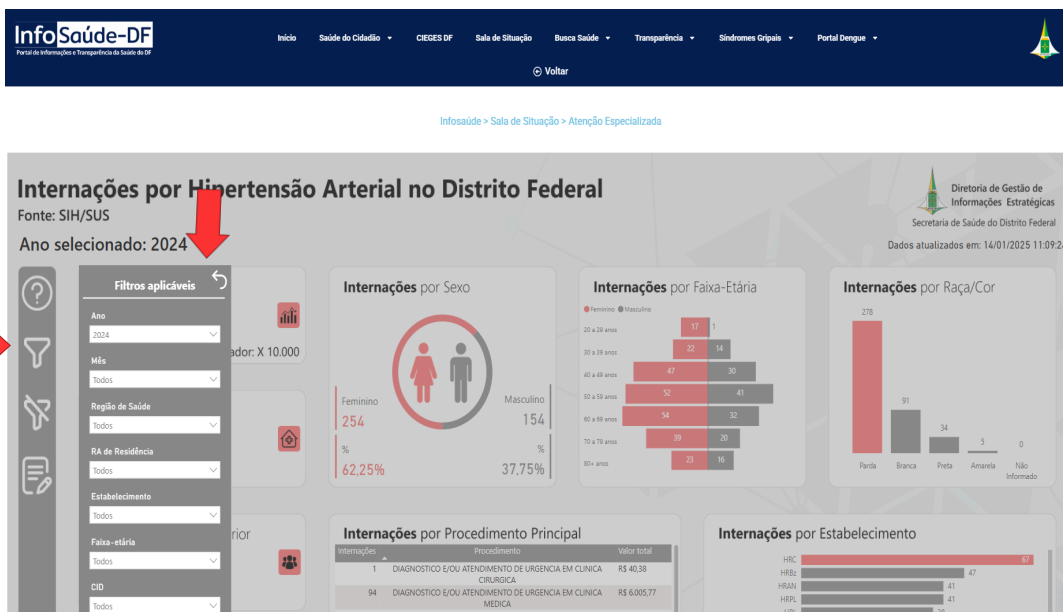 InfoSaúde-DF
Portal de Informações e Transparência da Saúde do DF
Início Saúde do Cidadão CIEGES DF Sala de Situação Busca Saúde Transparência Síndromes Gripais Portal Dengue
Voltar
Infosaúde > Sala de Situação > Atenção Especializada
Internações por Hipertensão Arterial no Distrito Federal
Fonte: SIH/SUS
Ano selecionado: 2024
Diretoria de Gestão de
Informações Estratégicas
Secretaria de Saúde do Distrito Federal
Dados atualizados em: 14/01/2025 11:09:24
Filtros aplicáveis
Ano
2024
Mês
Todos
Região de Saúde
Todos
RA de Residência
Todos
Estabelecimento
Todos
Faixa-etária
Todos
CID
Todos
ador: X 10.000
rior
Internações por Sexo
Feminino
254
%
62,25%
Masculino
154
%
37,75%
Internações por Faixa-Etária
Feminino Masculino
20 a 29 anos 17 1
30 a 39 anos 22 14
40 a 49 anos 47 30
50 a 59 anos 52 41
60 a 69 anos 54 32
70 a 79 anos 39 20
80+ anos 23 16
Internações por Raça/Cor
278
91
34
5
0
Parda Branca Preta Amarela Não
Informado
Internações por Procedimento Principal
Internações Procedimento Valor total
1 DIAGNOSTICO E/OU ATENDIMENTO DE URGENCIA EM CLINICA R$ 40,38
CIRURGICA
94 DIAGNOSTICO E/OU ATENDIMENTO DE URGENCIA EM CLINICA R$ 6.005,77
MEDICA
Internações por Estabelecimento
HRC 67
HRBz 47
HRAN 41
HRPL 41